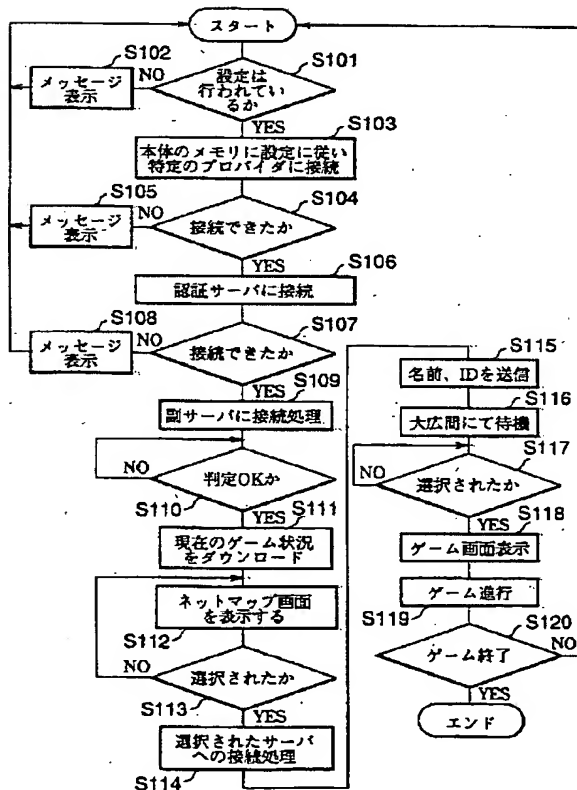 スタート
S101
設定は
行われてい
るか
NO
S102
メッセージ
表示
YES
S103
本体のメモリに設定に従い
特定のプロバイダに接続
S104
接続できたか
NO
S105
メッセージ
表示
YES
S106
認証サーバに接続
S107
接続できたか
NO
S108
メッセージ
表示
YES
S109
副サーバに接続処理
判定OKか
NO
S110
YES
S111
現在のゲーム状況
をダウンロード
ネットマップ画面
を表示する
S112
選択されたか
NO
S113
YES
選択されたサーバ
への接続処理
S114
S115
名前、IDを送信
S116
大広間にて待機
S117
選択されたか
NO
YES
S118
ゲーム画面表示
ゲーム進行
S119
S120
ゲーム終了
NO
YES
エンド